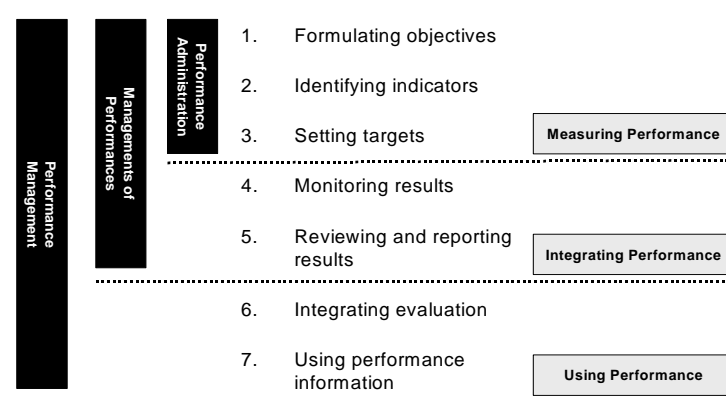 Performance
Management
Managements of
Performances
Performance
Administration
1. Formulating objectives
2. Identifying indicators
3. Setting targets
Measuring Performance
4. Monitoring results
5. Reviewing and reporting
results
Integrating Performance
6. Integrating evaluation
7. Using performance
information
Using Performance